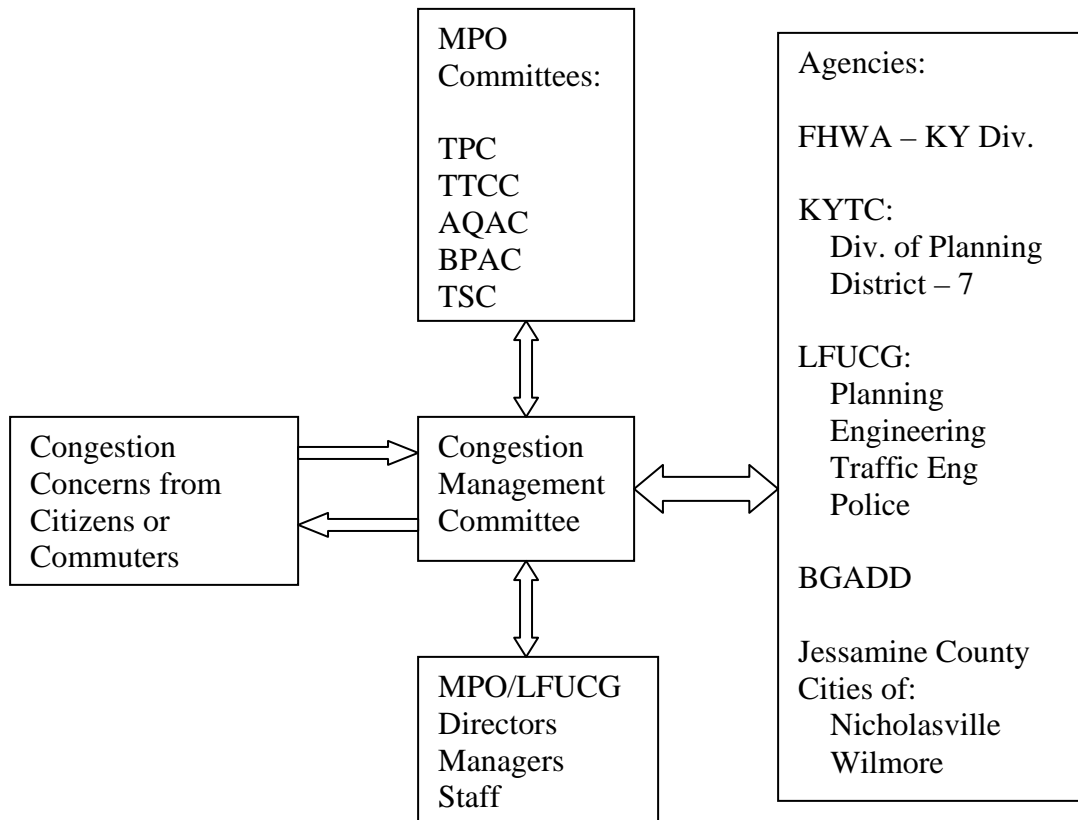 MPO
Committees:
TPC
TTCC
AQAC
BPAC
TSC
Agencies:
FHWA – KY Div.
KYTC:
Div. of Planning
District – 7
LFUCG:
Planning
Engineering
Traffic Eng
Police
BGADD
Jessamine County
Cities of:
Nicholasville
Wilmore
Congestion
Concerns from
Citizens or
Commuters
Congestion
Management
Committee
MPO/LFUCG
Directors
Managers
Staff